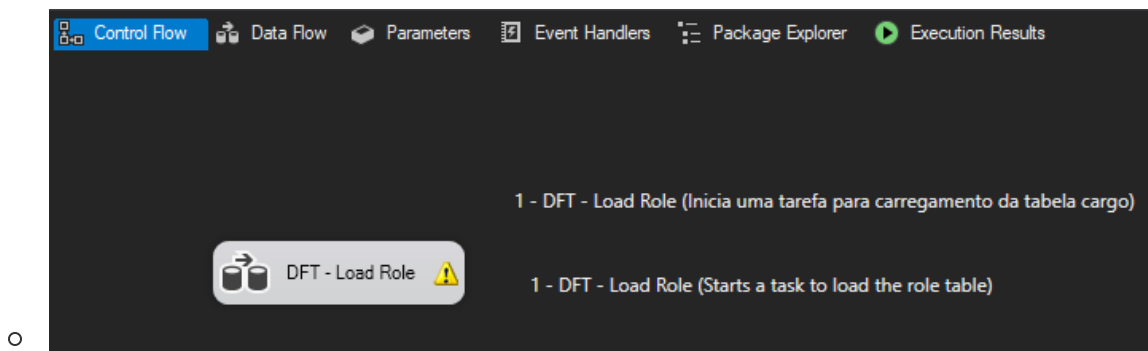 Control Flow Data Flow Parameters Event Handlers Package Explorer Execution Results
1 - DFT - Load Role (Inicia uma tarefa para carregamento da tabela cargo)
DFT - Load Role
1 - DFT - Load Role (Starts a task to load the role table)